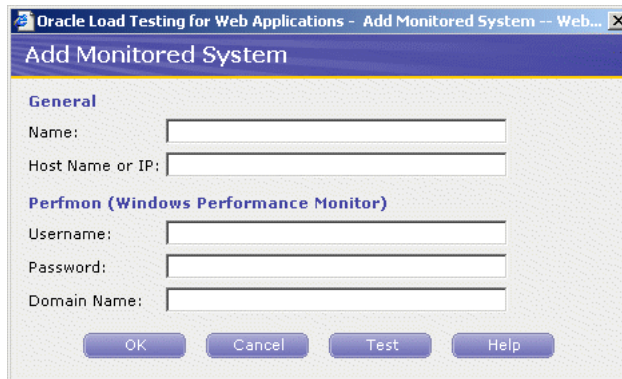 Oracle Load Testing for Web Applications - Add Monitored System -- Web...
Add Monitored System
General
Name:
Host Name or IP:
Perfmon (Windows Performance Monitor)
Username:
Password:
Domain Name:
OK Cancel Test Help